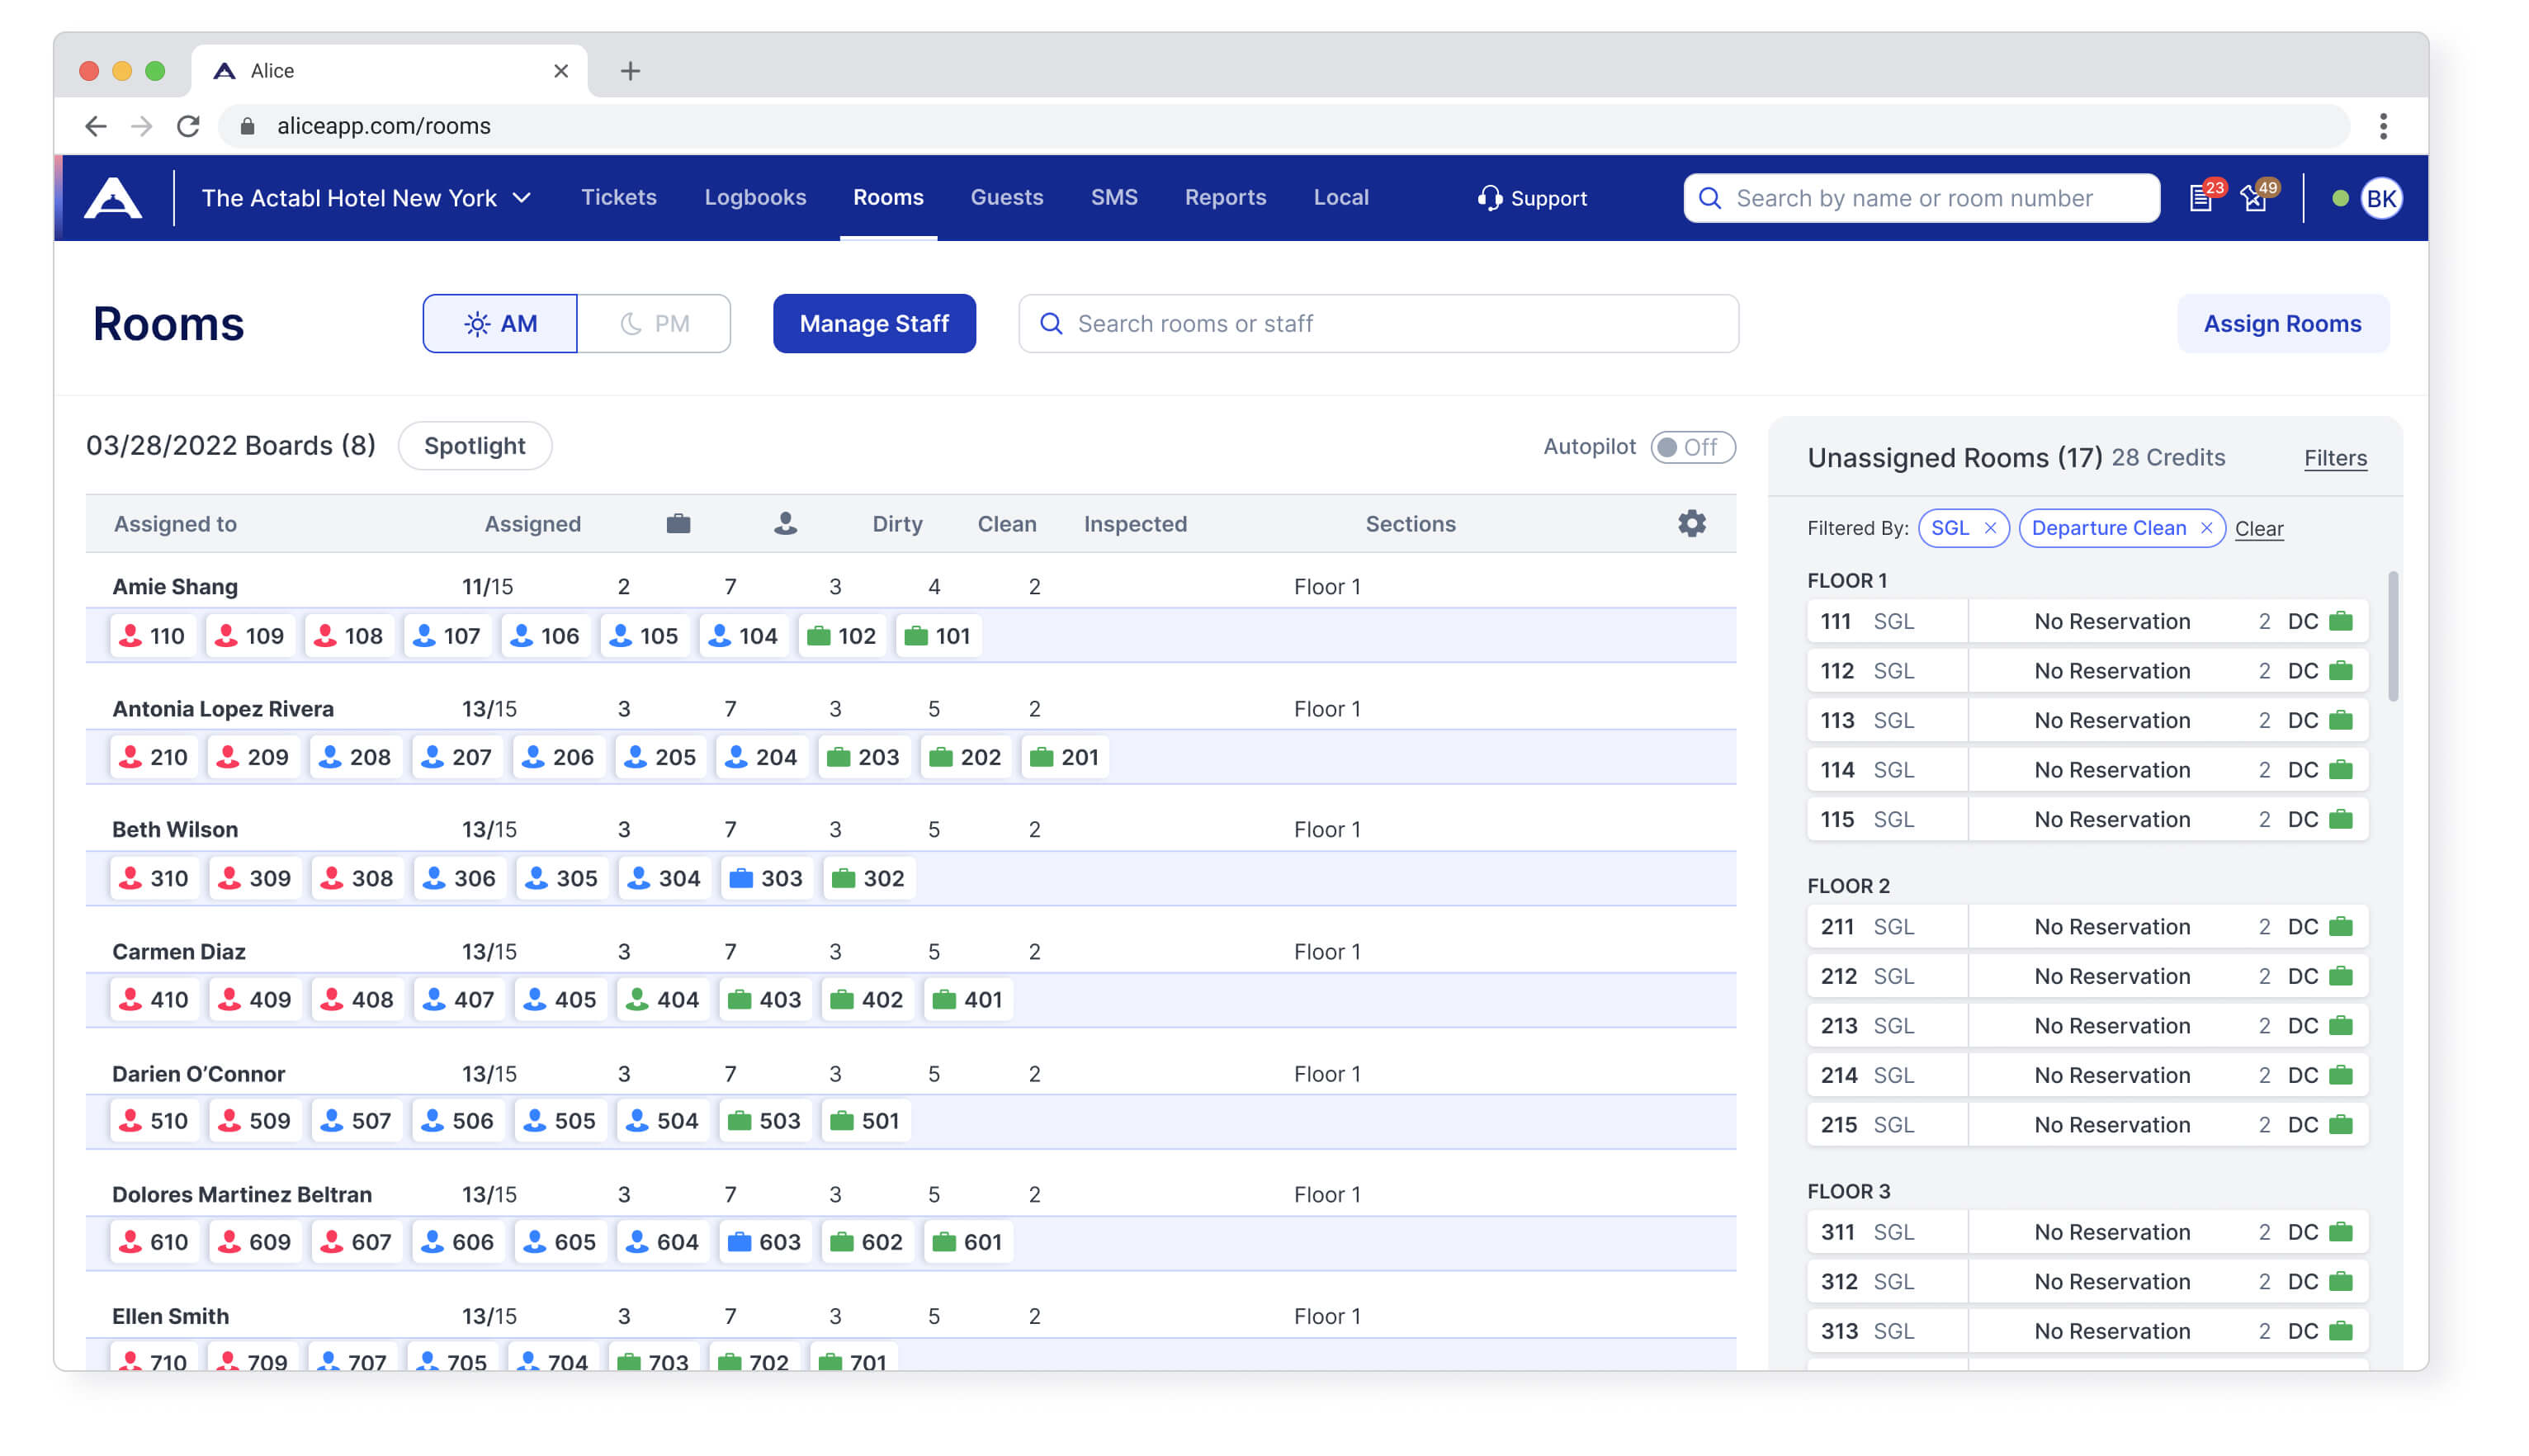 Alice
aliceapp.com/rooms
The Actabl Hotel New York Tickets Logbooks Rooms Guests SMS Reports Local Support Search by name or room number 23 49 BK
Rooms AM PM Manage Staff Search rooms or staff Assign Rooms
03/28/2022 Boards (8) Spotlight Autopilot Off
Assigned to Assigned Dirty Clean Inspected Sections
Amie Shang 11/15 2 7 3 4 2 Floor 1
110 109 108 107 106 105 104 102 101
Antonia Lopez Rivera 13/15 3 7 3 5 2 Floor 1
210 209 208 207 206 205 204 203 202 201
Beth Wilson 13/15 3 7 3 5 2 Floor 1
310 309 308 306 305 304 303 302
Carmen Diaz 13/15 3 7 3 5 2 Floor 1
410 409 408 407 405 404 403 402 401
Darien O’Connor 13/15 3 7 3 5 2 Floor 1
510 509 507 506 505 504 503 501
Dolores Martinez Beltran 13/15 3 7 3 5 2 Floor 1
610 609 607 606 605 604 603 602 601
Ellen Smith 13/15 3 7 3 5 2 Floor 1
710 709 707 705 704 703 702 701
Unassigned Rooms (17) 28 Credits Filters
Filtered By: SGL Departure Clean Clear
FLOOR 1
111 SGL No Reservation 2 DC
112 SGL No Reservation 2 DC
113 SGL No Reservation 2 DC
114 SGL No Reservation 2 DC
115 SGL No Reservation 2 DC
FLOOR 2
211 SGL No Reservation 2 DC
212 SGL No Reservation 2 DC
213 SGL No Reservation 2 DC
214 SGL No Reservation 2 DC
215 SGL No Reservation 2 DC
FLOOR 3
311 SGL No Reservation 2 DC
312 SGL No Reservation 2 DC
313 SGL No Reservation 2 DC